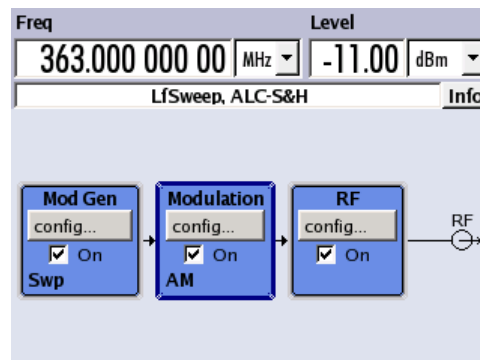 Freq Level
363.000 000 00 MHz -11.00 dBm
LfSweep, ALC-S&H Info
Mod Gen Modulation RF
config... config... config... RF
On On On
Swp AM